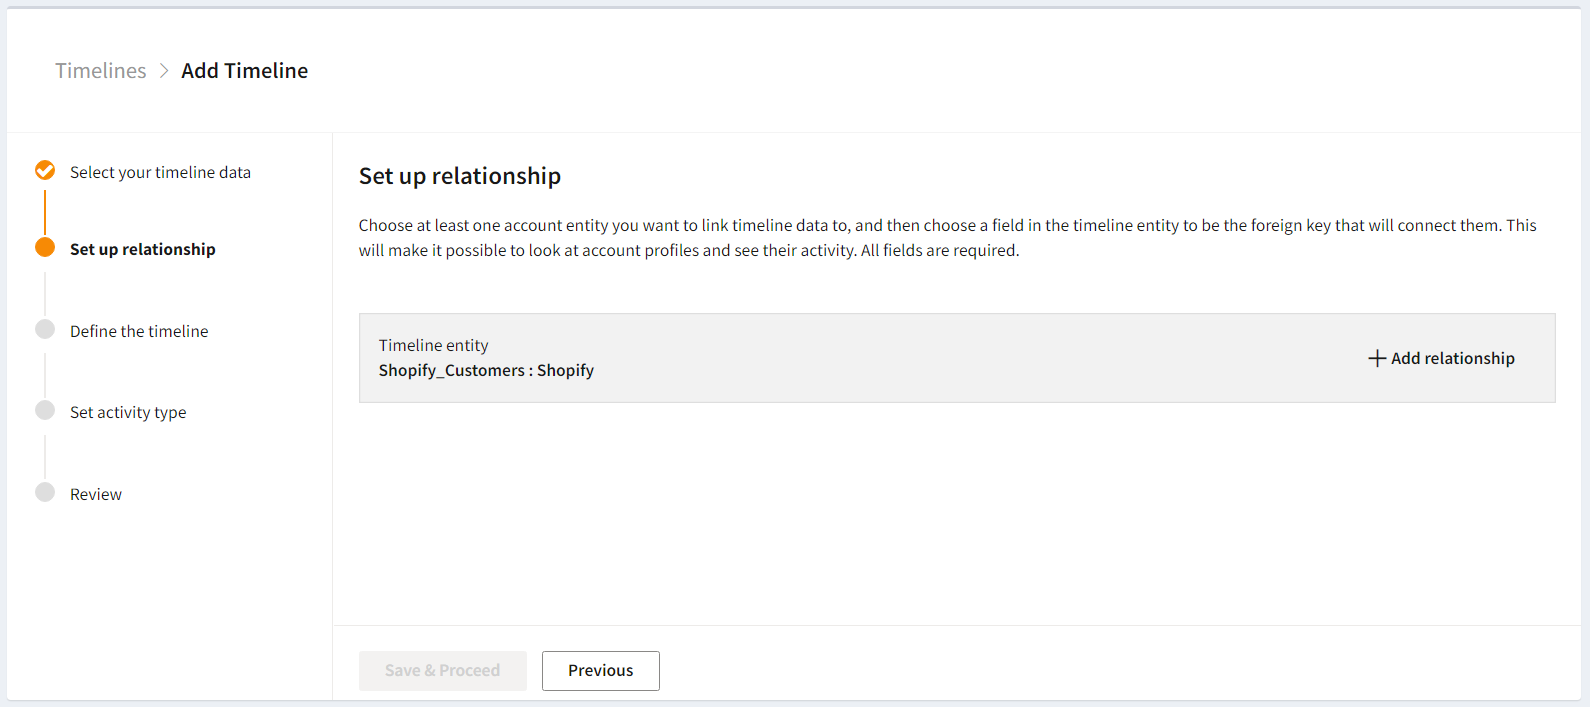 Timelines > Add Timeline
Select your timeline data
Set up relationship
Define the timeline
Set activity type
Review
Set up relationship
Choose at least one account entity you want to link timeline data to, and then choose a field in the timeline entity to be the foreign key that will connect them. This
will make it possible to look at account profiles and see their activity. All fields are required.
Timeline entity
Shopify_Customers : Shopify
+ Add relationship
Save & Proceed
Previous